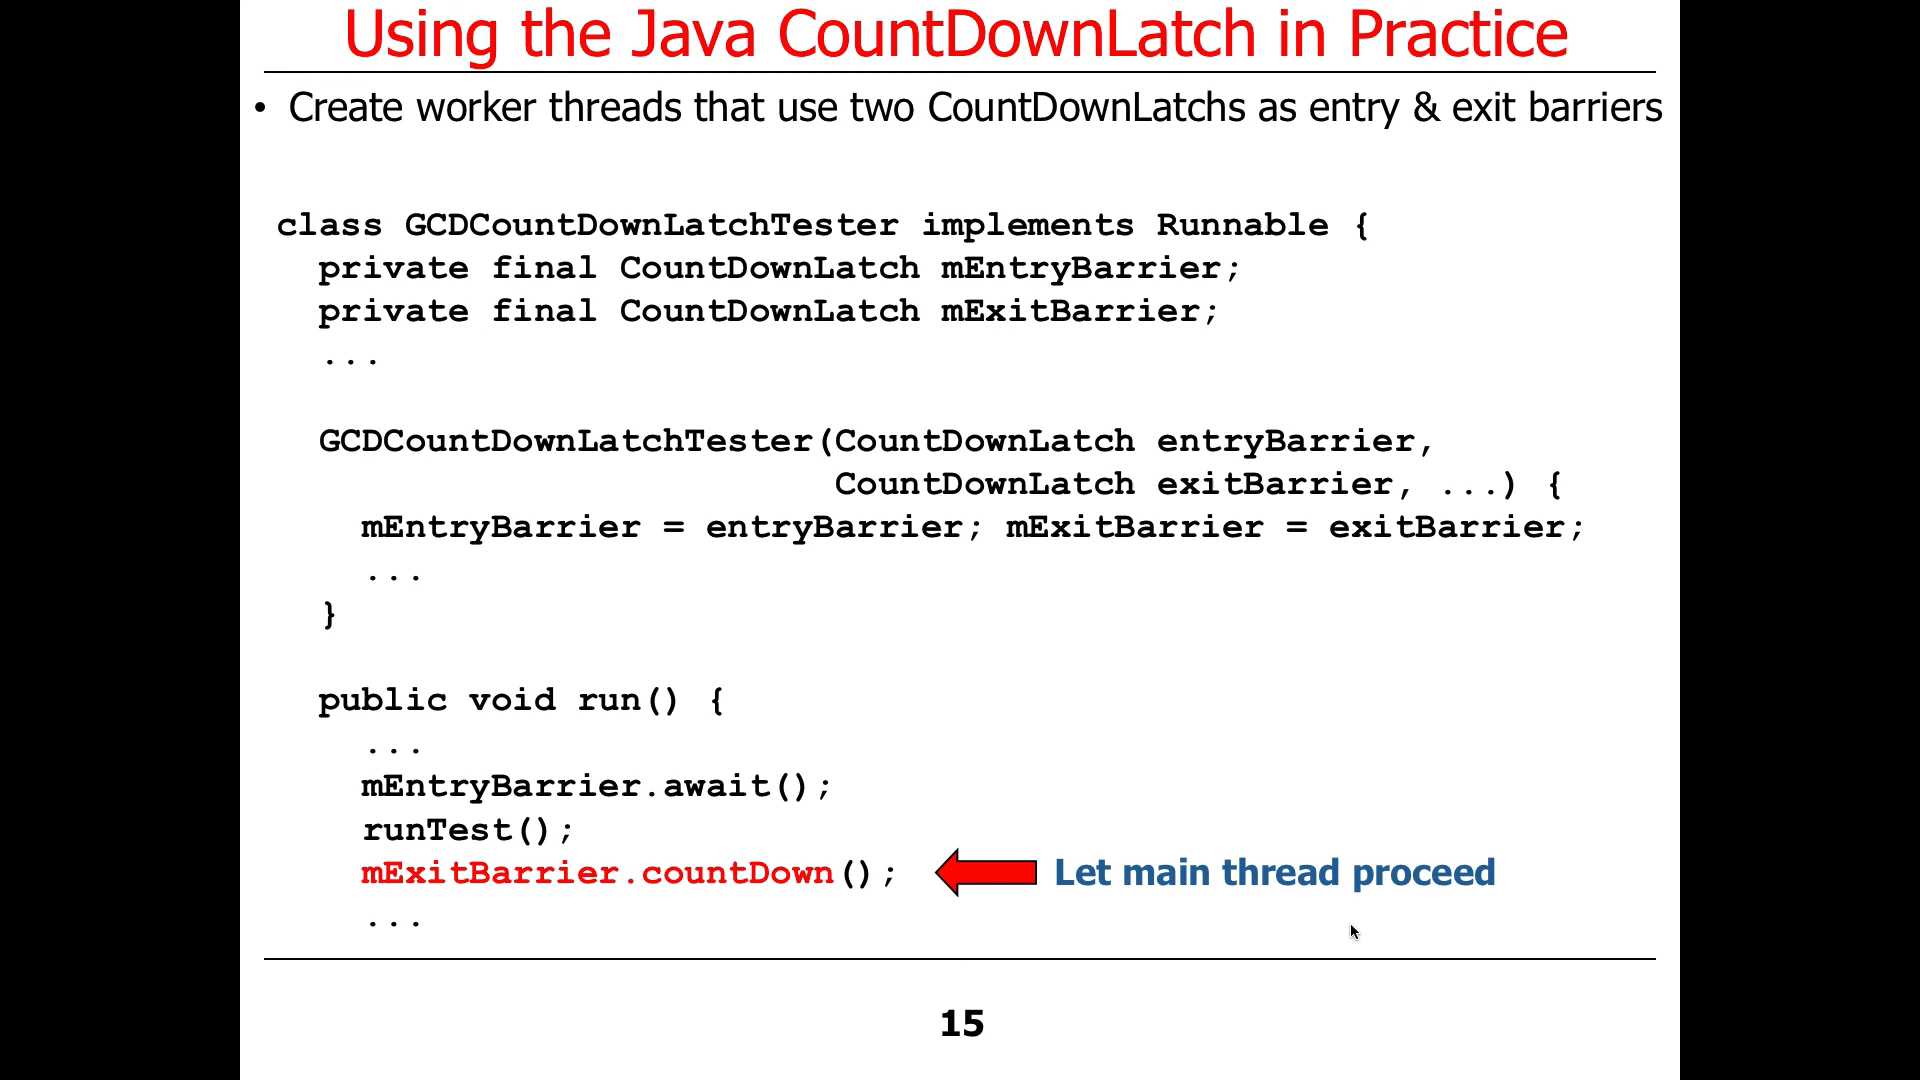 Using the Java CountDownLatch in Practice
• Create worker threads that use two CountDownLatchs as entry & exit barriers
class GCDCountDownLatchTester implements Runnable {
private final CountDownLatch mEntryBarrier;
private final CountDownLatch mExitBarrier;
...
GCDCountDownLatchTester(CountDownLatch entryBarrier,
CountDownLatch exitBarrier, ...) {
mEntryBarrier = entryBarrier; mExitBarrier = exitBarrier;
...
}
public void run() {
...
mEntryBarrier.await();
runTest();
mExitBarrier.countDown(); Let main thread proceed
...
15